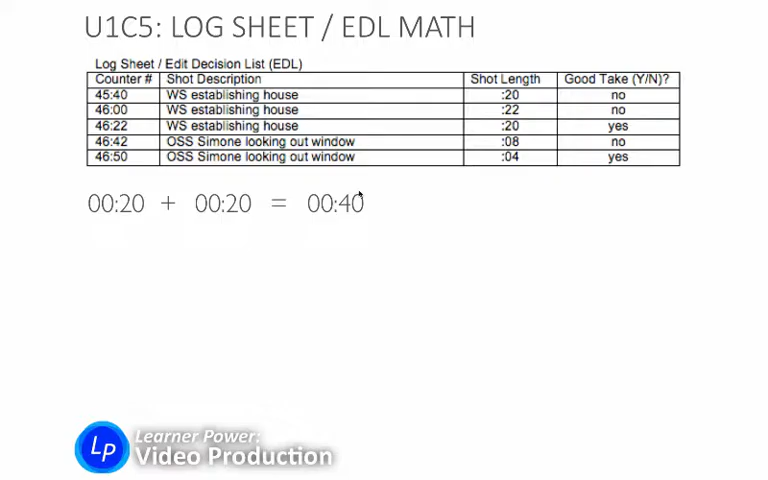 U1C5: LOG SHEET / EDL MATH
Log Sheet / Edit Decision List (EDL)
Counter # Shot Description Shot Length Good Take (Y/N)?
45:40 WS establishing house :20 no
46:00 WS establishing house :22 no
46:22 WS establishing house :20 yes
46:42 OSS Simone looking out window :08 no
46:50 OSS Simone looking out window :04 yes
00:20 + 00:20 = 00:40
LP
Learner Power:
Video Production